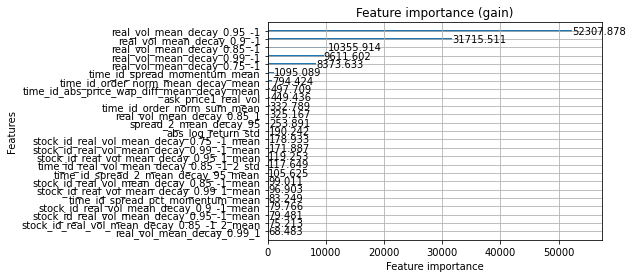 Feature importance (gain)
real_vol_mean_decay_0.95_-1 52307.878
real_vol_mean_decay_0.9_-1 31715.511
real_vol_mean_decay_0.85_-1 10355.914
real_vol_mean_decay_0.99_-1 9611.602
real_vol_mean_decay_0.75_-1 8373.633
time_id_spread_momentum_mean 1095.089
time_id_order_norm_mean_decay_mean 794.424
time_id_abs_price_wap_diff_mean_decay_mean 497.709
ask_price1_real_vol 449.436
time_id_order_norm_sum_mean 332.789
real_vol_mean_decay_0.85_1 325.167
spread_2_mean_decay_95 253.891
abs_log_return_std 190.242
stock_id_real_vol_mean_decay_0.75_-1_mean 178.933
stock_id_real_vol_mean_decay_0.99_-1_mean 171.887
stock_id_real_vol_mean_decay_0.95_1_mean 119.253
time_id_real_vol_mean_decay_0.85_-1_2_std 117.649
time_id_spread_2_mean_decay_95_mean 105.625
stock_id_real_vol_mean_decay_0.85_-1_mean 99.011
stock_id_real_vol_mean_decay_0.99_1_mean 96.903
time_id_spread_pct_momentum_mean 83.249
stock_id_real_vol_mean_decay_0.9_-1_mean 79.766
stock_id_real_vol_mean_decay_0.95_-1_mean 79.481
stock_id_real_vol_mean_decay_0.85_-1_2_mean 75.213
real_vol_mean_decay_0.99_1 68.483
Features
0 10000 20000 30000 40000 50000
Feature importance